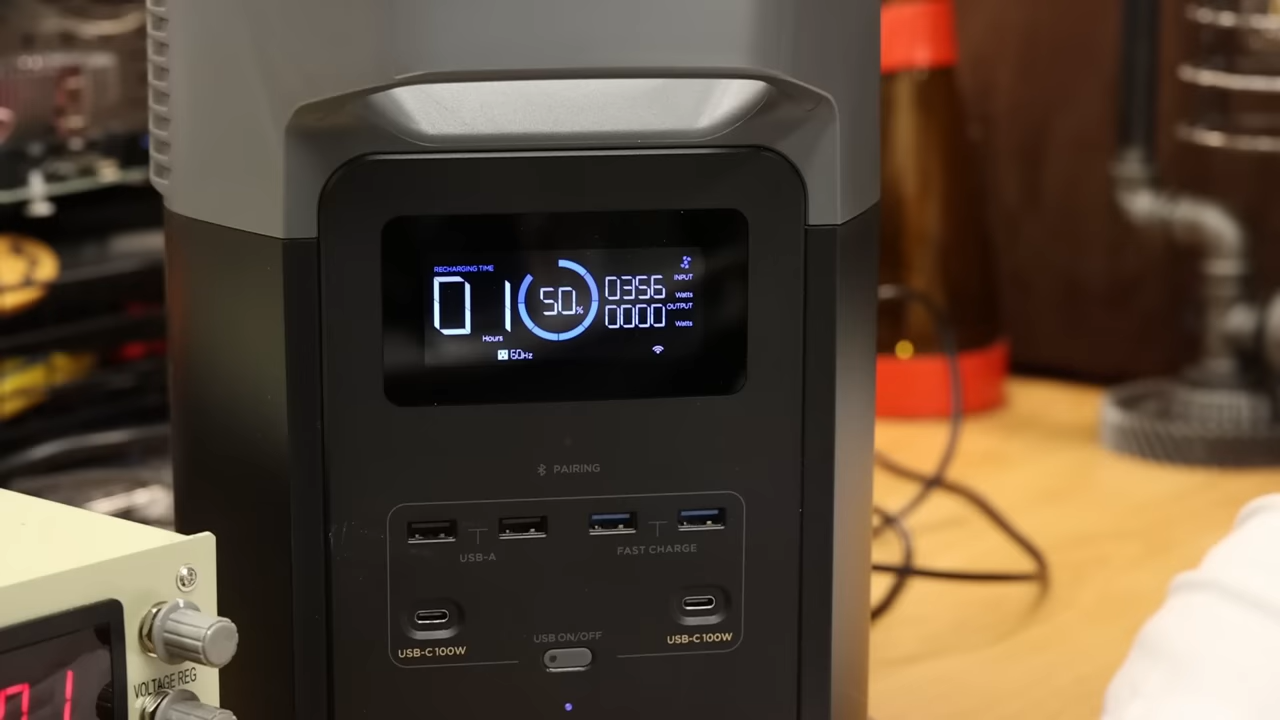 RECHARGING TIME
01
Hours
50%
0356
INPUT
Watts
0000
OUTPUT
Watts
60Hz
PAIRING
USB-A
FAST CHARGE
USB-C 100W
USB ON/OFF
USB-C 100W
VOLTAGE REG
01